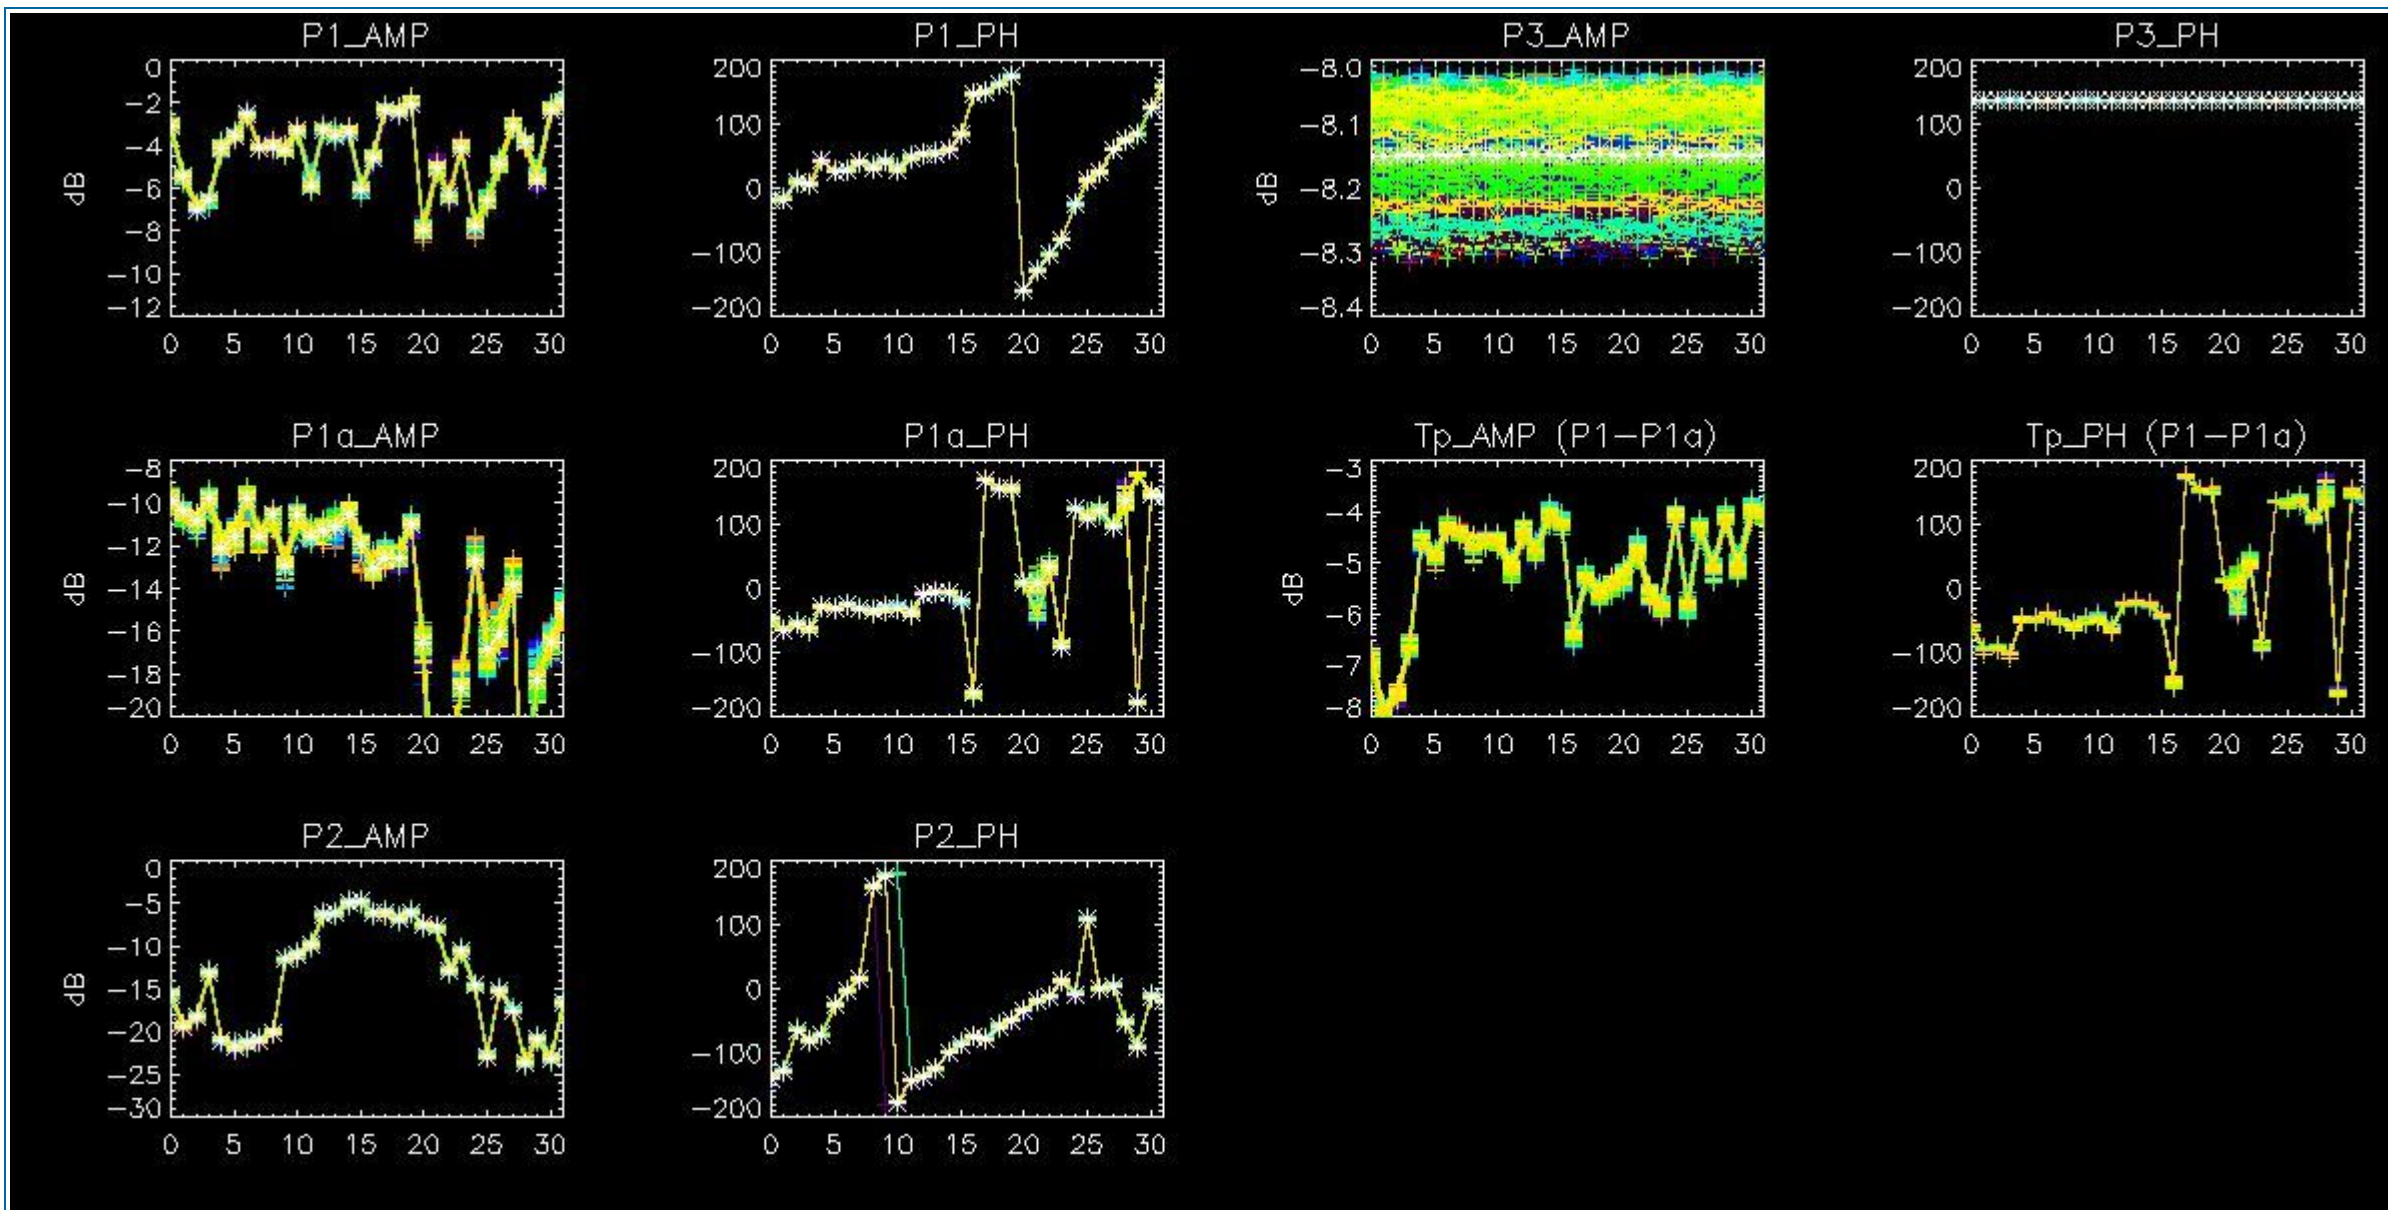 P1_AMP P1_PH P3_AMP P3_PH
0 200 -8.0 200
-2 100 -8.1 100
-4 0 -8.2 0
-6 -100 -8.3 -100
-8 -200 -8.4 -200
-10
-12
dB dB
0 5 10 15 20 25 30 0 5 10 15 20 25 30 0 5 10 15 20 25 30 0 5 10 15 20 25 30
P1a_AMP P1a_PH Tp_AMP (P1-P1a) Tp_PH (P1-P1a)
-8 200 -3 200
-10 100 -4 100
-12 0 -5 0
-14 -100 -6 -100
-16 -200 -7 -200
-18 -8
-20
dB dB
0 5 10 15 20 25 30 0 5 10 15 20 25 30 0 5 10 15 20 25 30 0 5 10 15 20 25 30
P2_AMP P2_PH
0 200
-5 100
-10 0
-15 -100
-20 -200
-25
-30
dB
0 5 10 15 20 25 30 0 5 10 15 20 25 30